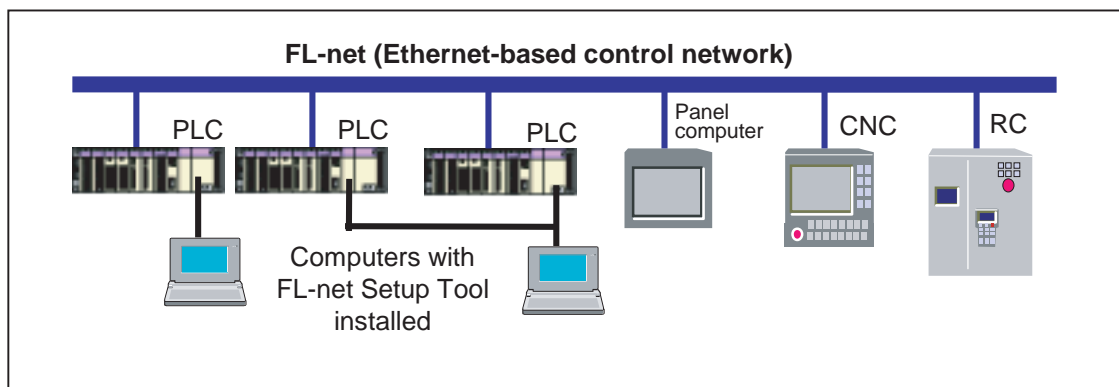 FL-net (Ethernet-based control network)
PLC
PLC
PLC
Panel
computer
CNC
RC
Computers with
FL-net Setup Tool
installed